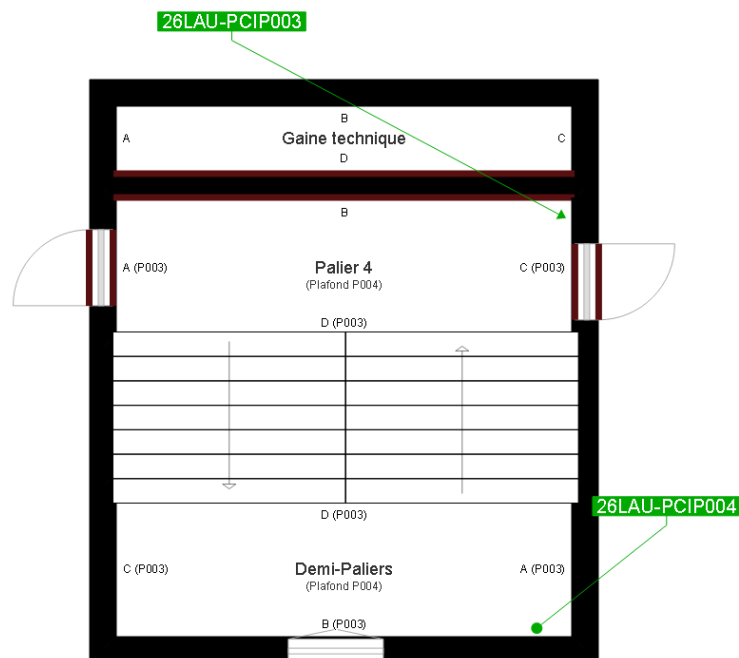 26LAU-PCIP003
B
A
Gaine technique
C
D
B
A (P003)
Palier 4
C (P003)
(Plafond P004)
D (P003)
26LAU-PCIP004
D (P003)
C (P003)
Demi-Paliers
A (P003)
(Plafond P004)
B (P003)